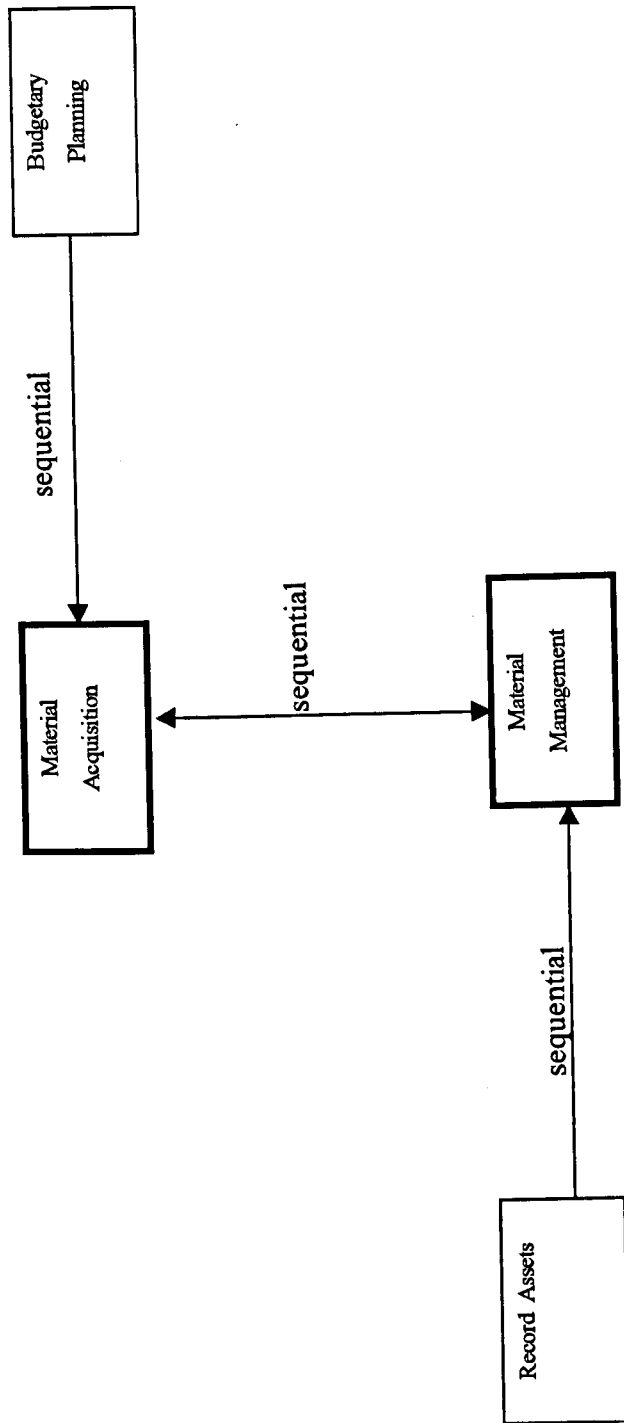 Budgetary
Planning
sequential
Material
Acquisition
sequential
Material
Management
sequential
Record Assets